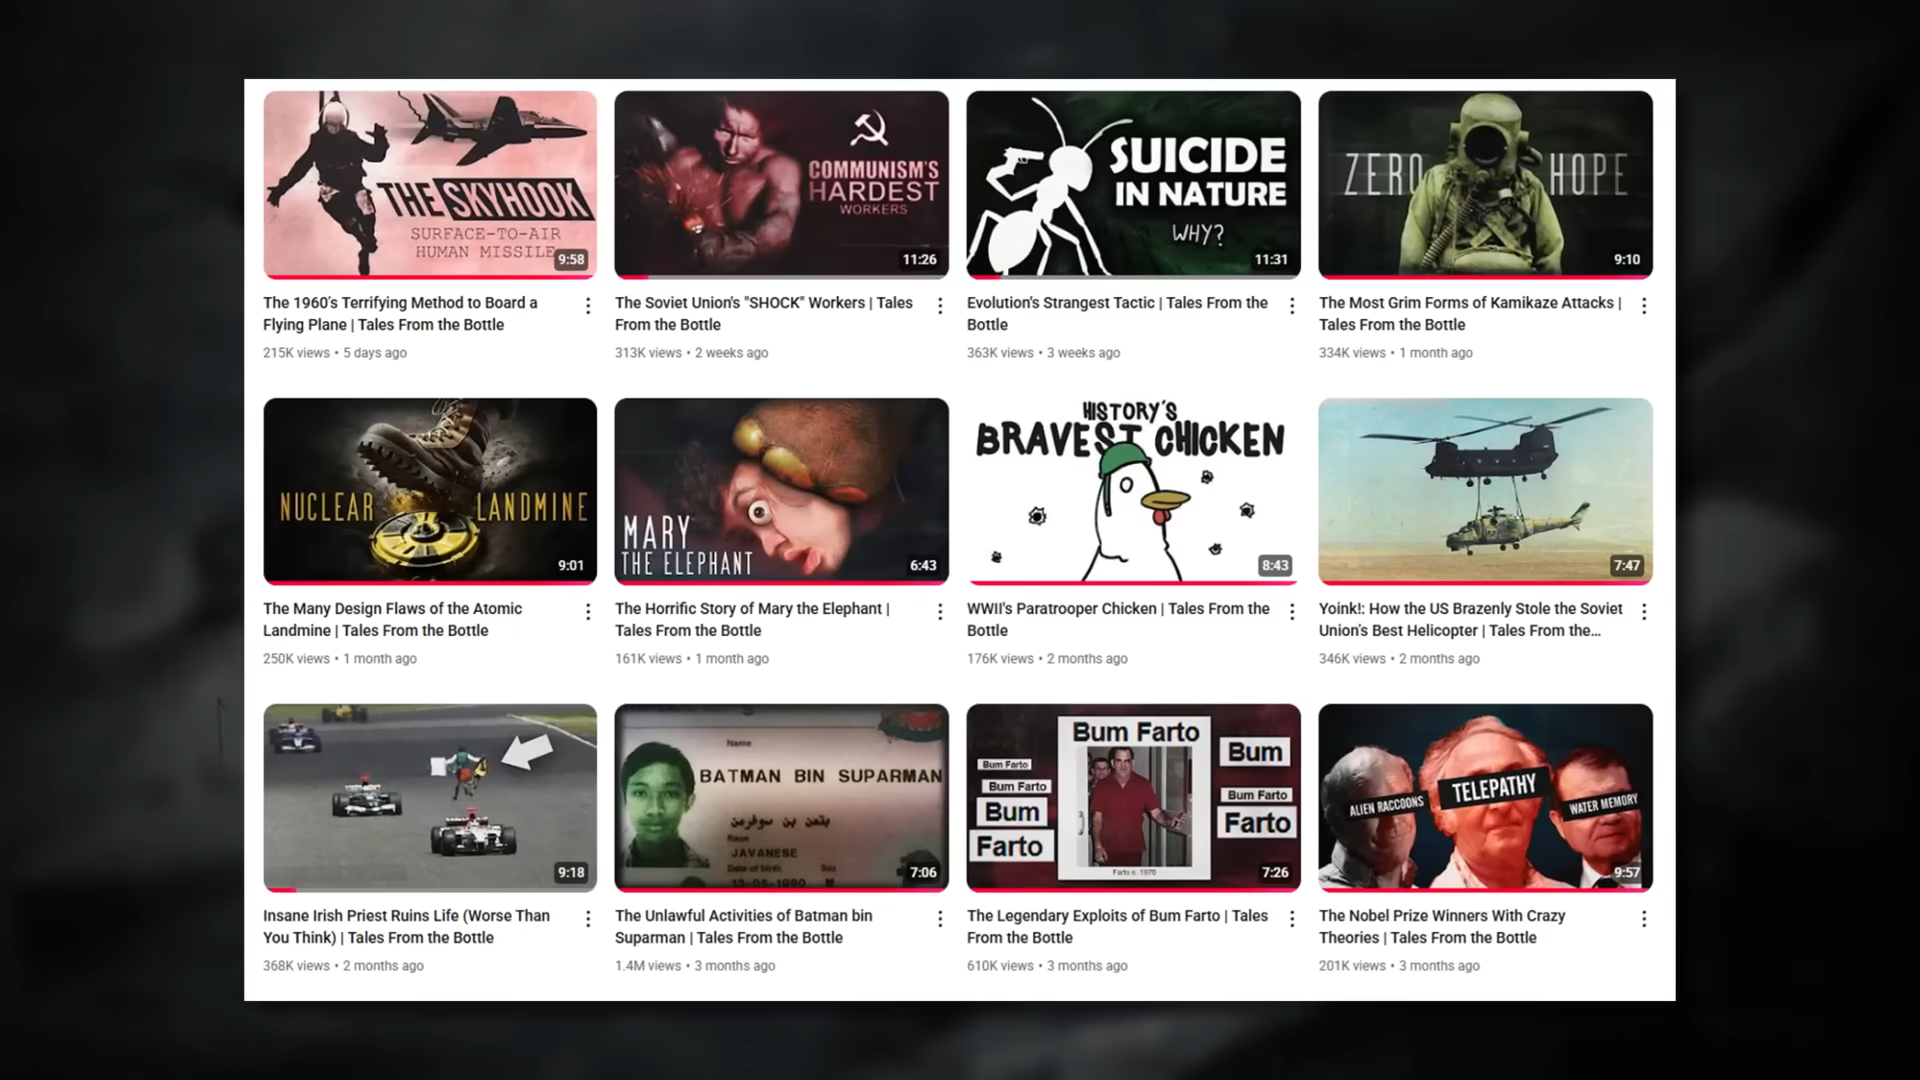 THE SKYHOOK
SURFACE-TO-AIR
HUMAN MISSILE
9:58
The 1960's Terrifying Method to Board a
Flying Plane | Tales From the Bottle
215K views • 5 days ago
COMMUNISM'S
HARDEST
WORKERS
11:26
The Soviet Union's "SHOCK" Workers | Tales
From the Bottle
313K views • 2 weeks ago
SUICIDE
IN NATURE
WHY?
11:31
Evolution's Strangest Tactic | Tales From the
Bottle
363K views • 3 weeks ago
ZERO HOPE
9:10
The Most Grim Forms of Kamikaze Attacks |
Tales From the Bottle
334K views • 1 month ago
NUCLEAR LANDMINE
9:01
The Many Design Flaws of the Atomic
Landmine | Tales From the Bottle
250K views • 1 month ago
MARY
THE ELEPHANT
6:43
The Horrific Story of Mary the Elephant |
Tales From the Bottle
161K views • 1 month ago
HISTORY'S
BRAVEST CHICKEN
8:43
WWII's Paratrooper Chicken | Tales From the
Bottle
176K views • 2 months ago
7:47
Yoink!: How the US Brazenly Stole the Soviet
Union's Best Helicopter | Tales From the...
346K views • 2 months ago
9:18
Insane Irish Priest Ruins Life (Worse Than
You Think) | Tales From the Bottle
368K views • 2 months ago
Name
BATMAN BIN SUPARMAN
بتمن بن سوفرمن
Race
JAVANESE
Date of birth Sex
13-05-1990 M
7:06
The Unlawful Activities of Batman bin
Suparman | Tales From the Bottle
1.4M views • 3 months ago
Bum Farto
Bum Farto
Bum Farto
Bum
Farto
Bum
Bum Farto
Farto
Farto c. 1970
7:26
The Legendary Exploits of Bum Farto | Tales
From the Bottle
610K views • 3 months ago
ALIEN RACCOONS
TELEPATHY
WATER MEMORY
9:57
The Nobel Prize Winners With Crazy
Theories | Tales From the Bottle
201K views • 3 months ago